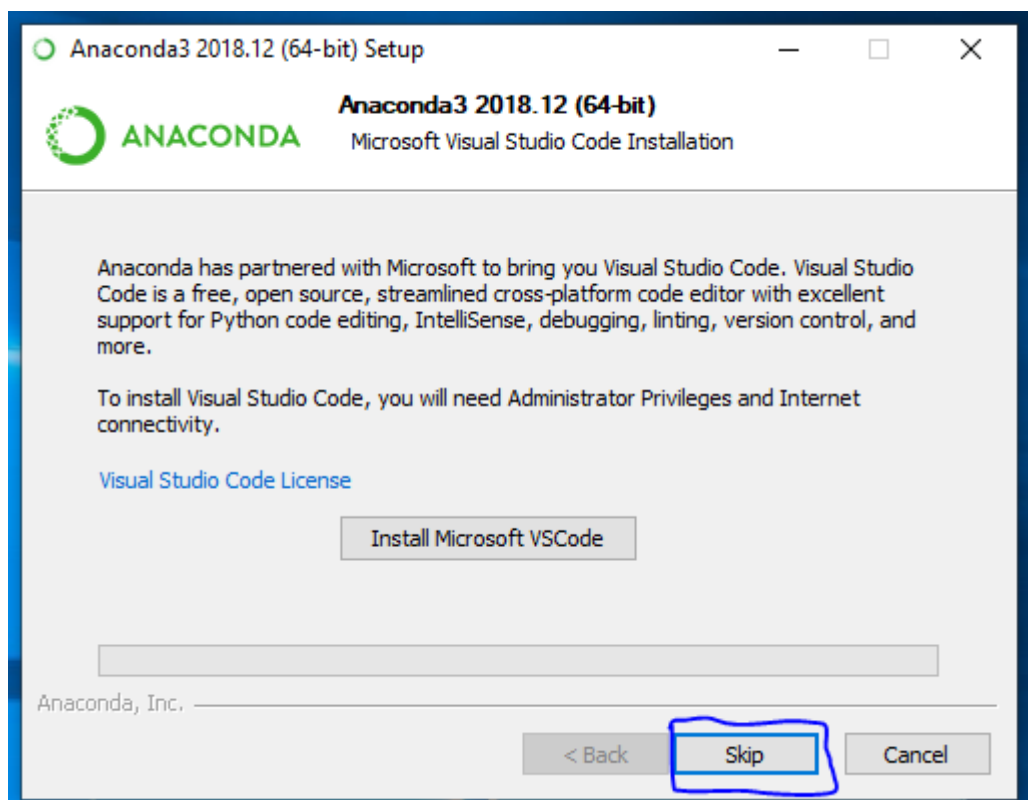 Anaconda3 2018.12 (64-bit) Setup
ANACONDA
Anaconda3 2018.12 (64-bit)
Microsoft Visual Studio Code Installation
Anaconda has partnered with Microsoft to bring you Visual Studio Code. Visual Studio
Code is a free, open source, streamlined cross-platform code editor with excellent
support for Python code editing, IntelliSense, debugging, linting, version control, and
more.
To install Visual Studio Code, you will need Administrator Privileges and Internet
connectivity.
Visual Studio Code License
Install Microsoft VSCode
Anaconda, Inc.
< Back
Skip
Cancel